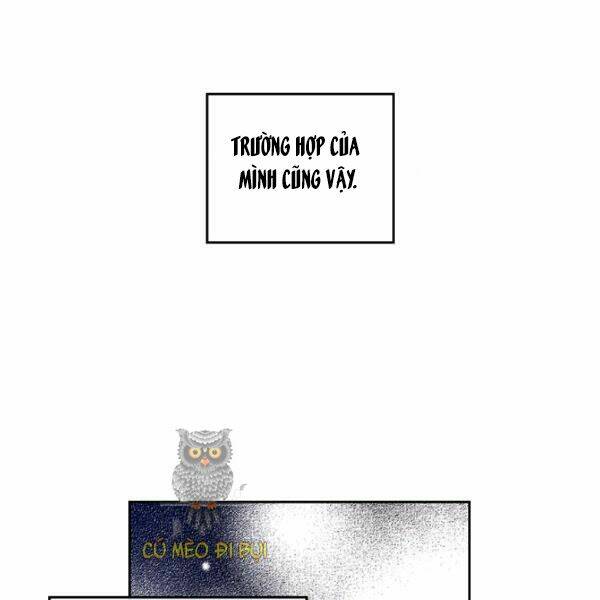 TRƯỜNG HỢP CỦA
MÌNH CŨNG VẬY.
CÚ MÈO ĐI BỤI